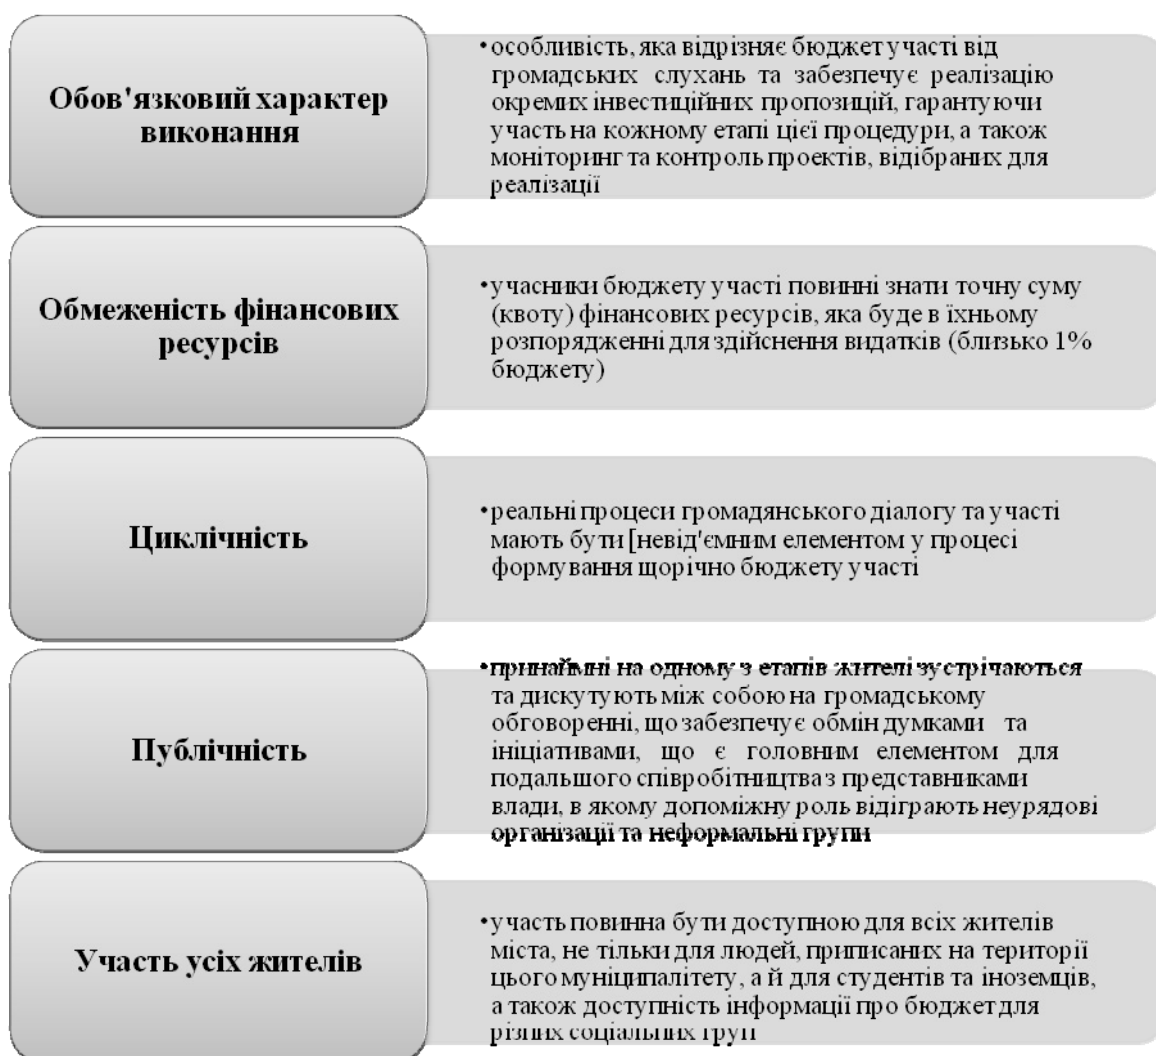 Обов'язковий характер
виконання
•особливість, яка відрізняє бюджет участі від
громадських слухань та забезпечує реалізацію
окремих інвестиційних пропозицій, гарантуючи
участь на кожному етапі цієї процедури, а також
моніторинг та контроль проектів, відібраних для
реалізації
Обмеженість фінансових
ресурсів
•учасники бюджету участі повинні знати точну суму
(квоту) фінансових ресурсів, яка буде в їхньому
розпорядженні для здійснення видатків (близько 1%
бюджету)
Циклічність
•реальні процеси громадянського діалогу та участі
мають бути [невід'ємним елементом у процесі
формування щорічно бюджету участі
Публічність
•принаймні на одному з етапів жителі зустрічаються
та дискутують між собою на громадському
обговоренні, що забезпечує обмін думками та
ініціативами, що є головним елементом для
подальшого співробітництва з представниками
влади, в якому допоміжну роль відіграють неурядові
організації та неформальні групи
Участь усіх жителів
•участь повинна бути доступною для всіх жителів
міста, не тільки для людей, приписаних на території
цього муніципалітету, а й для студентів та іноземців,
а також доступність інформації про бюджет для
різних соціальних груп